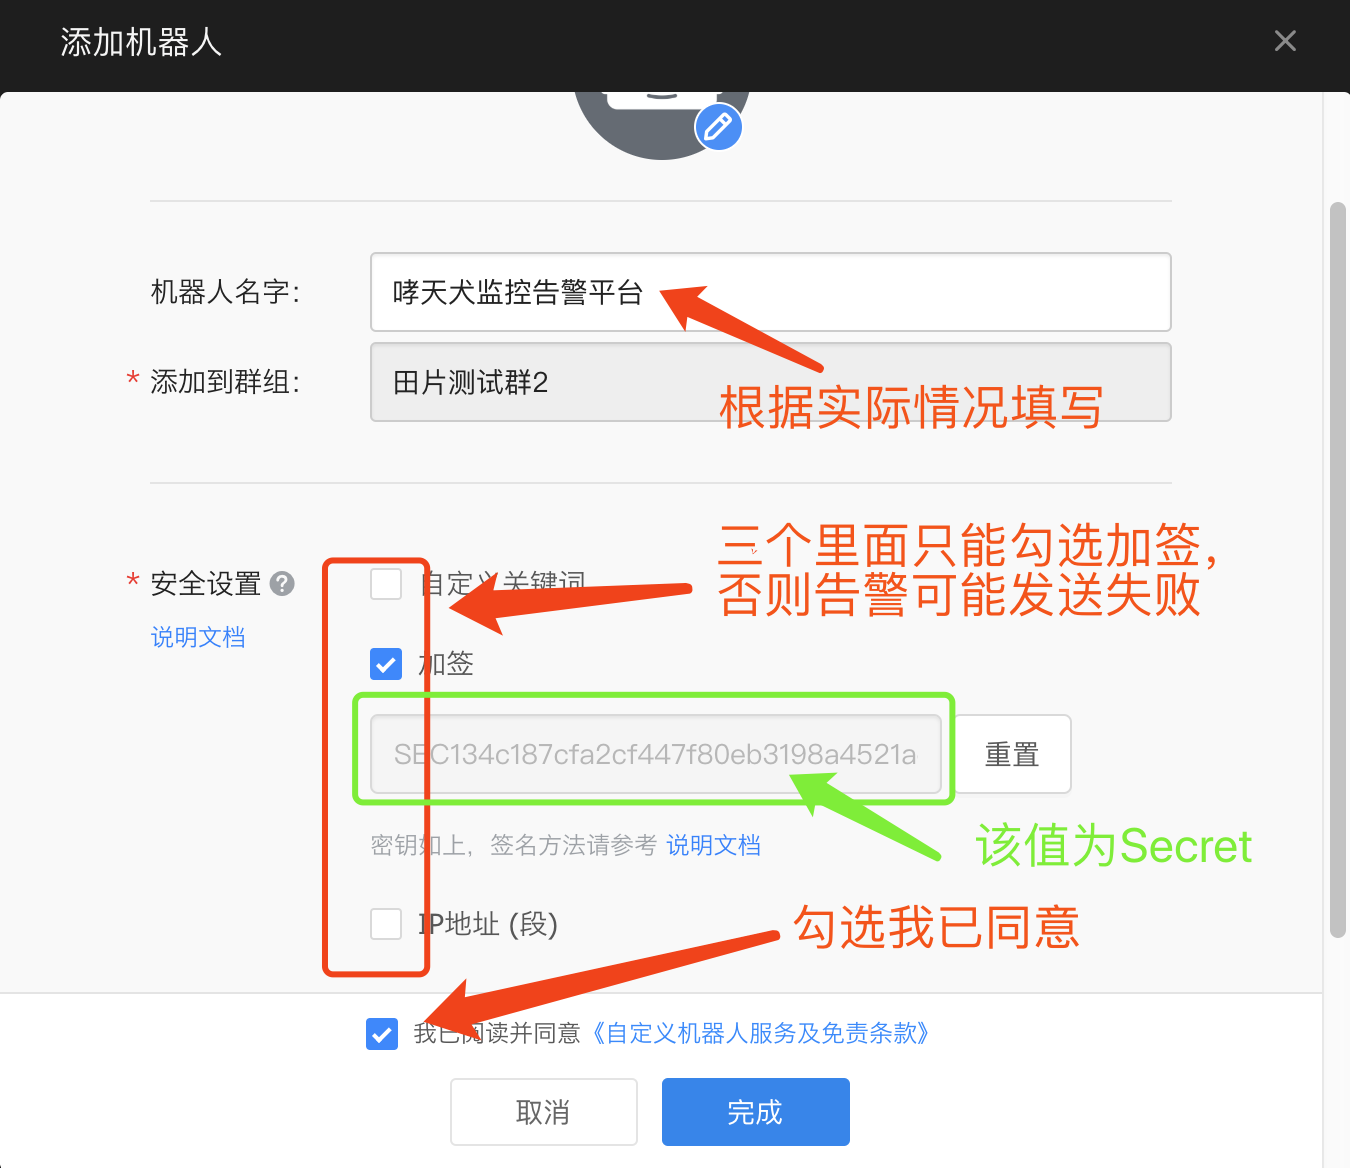 添加机器人
机器人名字：
哮天犬监控告警平台
* 添加到群组：
田片测试群2
根据实际情况填写
三个里面只能勾选加签，
否则告警可能发送失败
* 安全设置 ?
自定义关键词
说明文档
加签
SEC134c187cfa2cf447f80eb3198a4521a
重置
密钥如上，签名方法请参考 说明文档
该值为Secret
IP地址 (段)
勾选我已同意
我已阅读并同意《自定义机器人服务及免责条款》
取消
完成